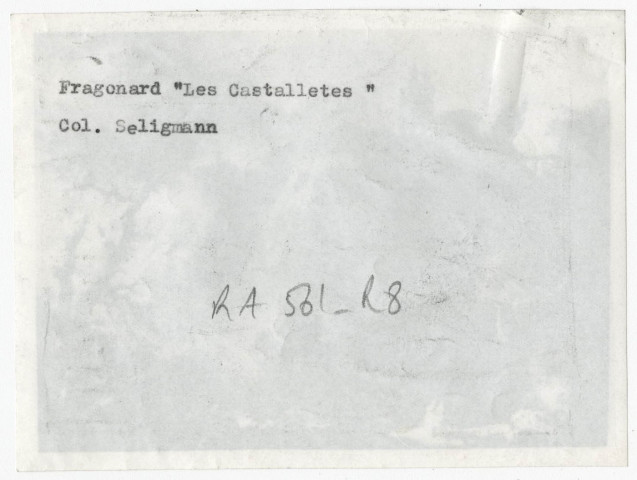 Fragonard "Les Castalletes "
Col. Seligmann
RA 561_R8